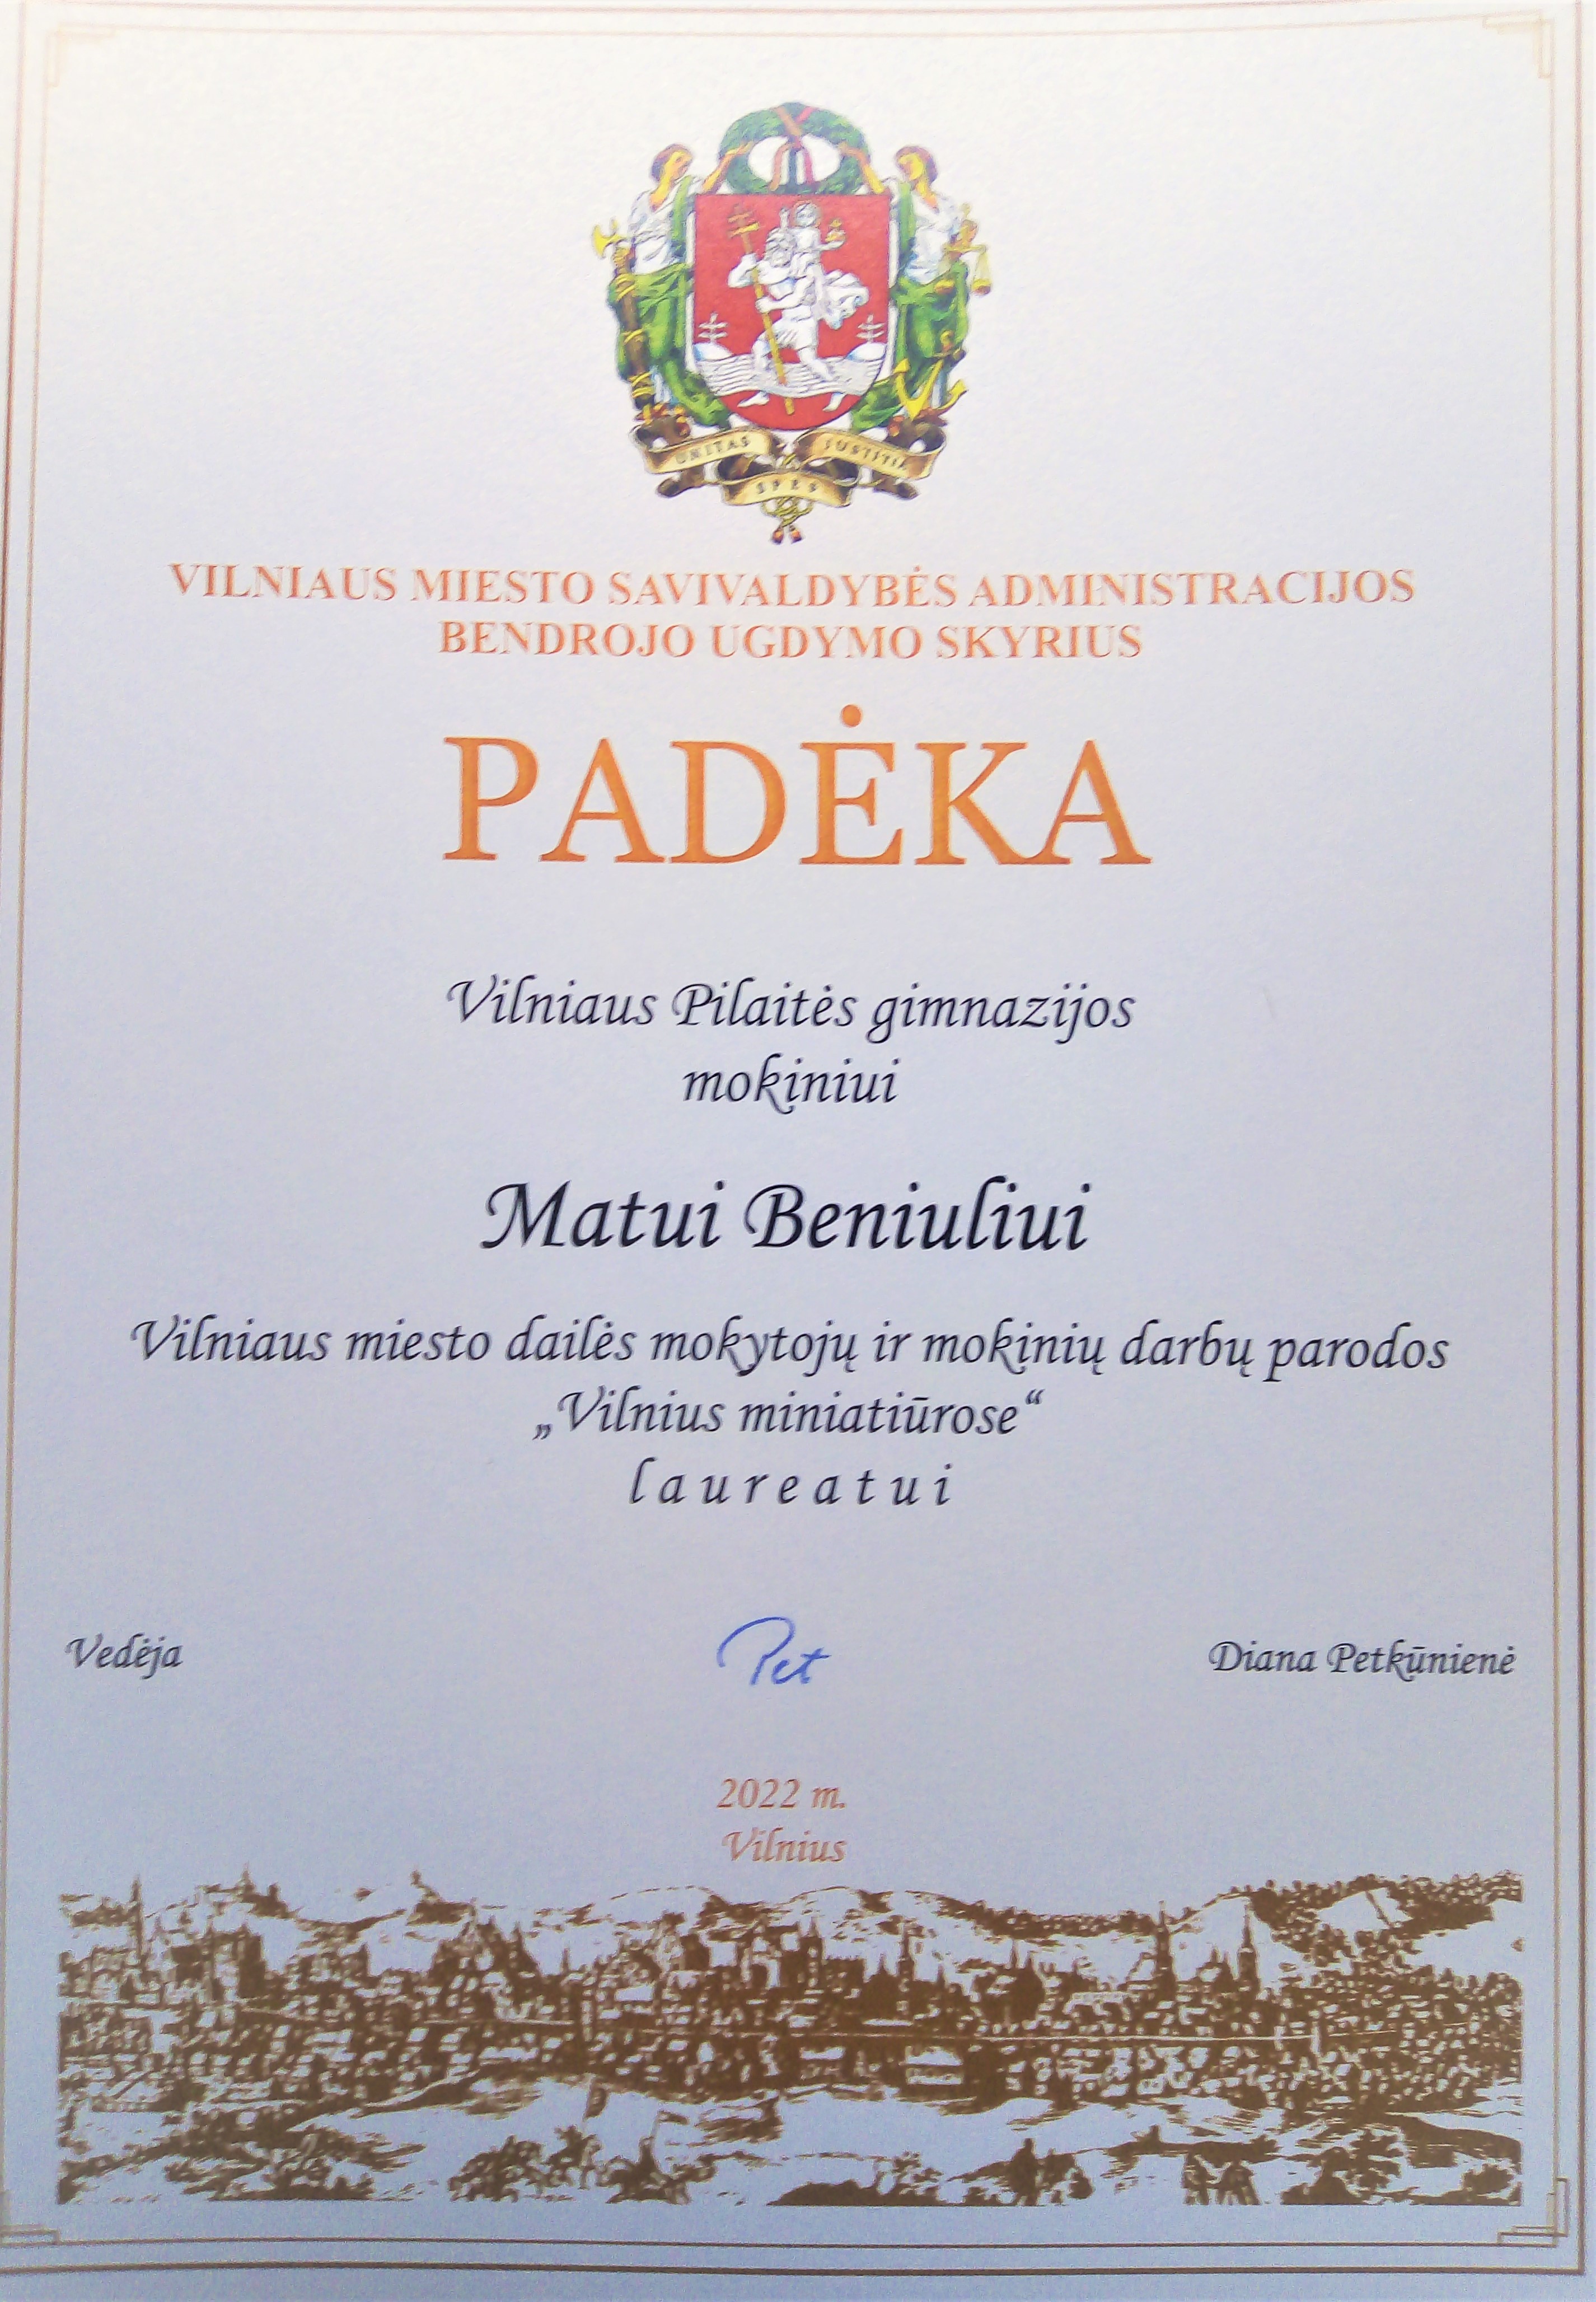 UNITAS JUSTITIA
SPES
VILNIAUS MIESTO SAVIVALDYBĖS ADMINISTRACIJOS
BENDROJO UGDYMO SKYRIUS
PADĖKA
Vilniaus Pilaitės gimnazijos
mokiniui
Matui Beniuliui
Vilniaus miesto dailės mokytojų ir mokinių darbų parodos
„Vilnius miniatiūrose“
laureatui
Vedėja Pet Diana Petkūnienė
2022 m.
Vilnius